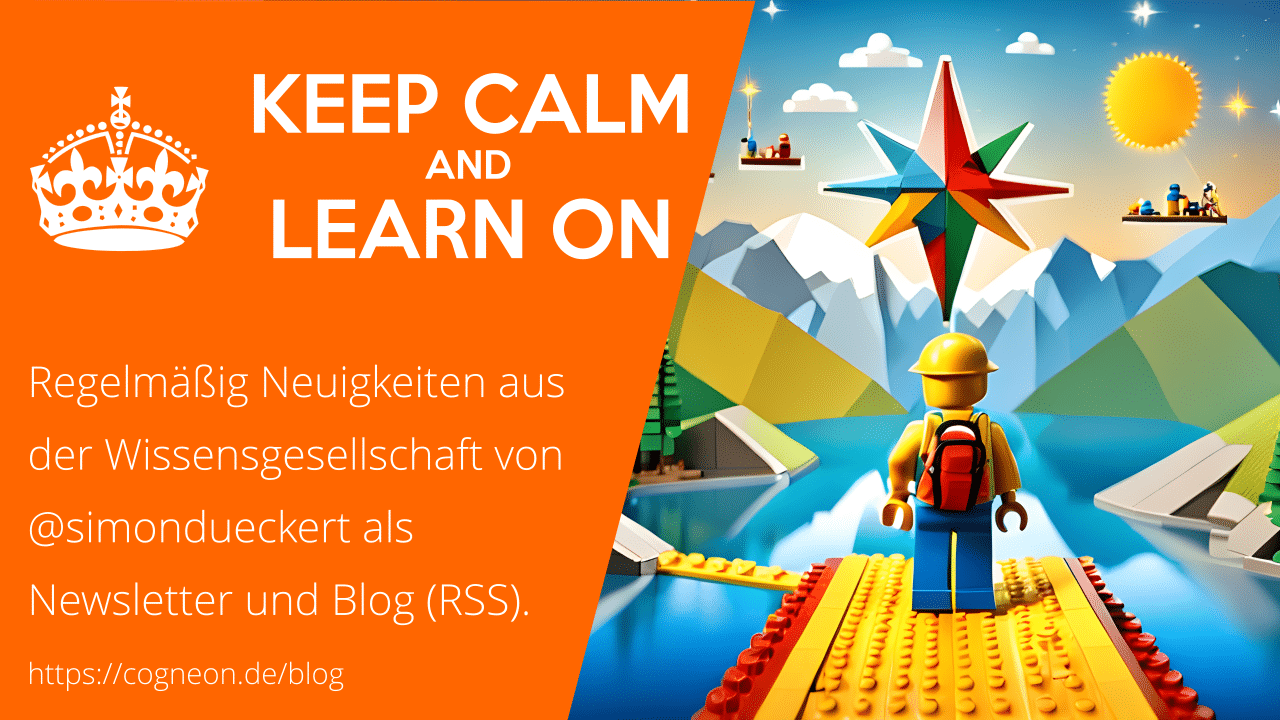 KEEP CALM
AND
LEARN ON
Regelmäßig Neuigkeiten aus
der Wissensgesellschaft von
@simondueckert als
Newsletter und Blog (RSS).
https://cogneon.de/blog